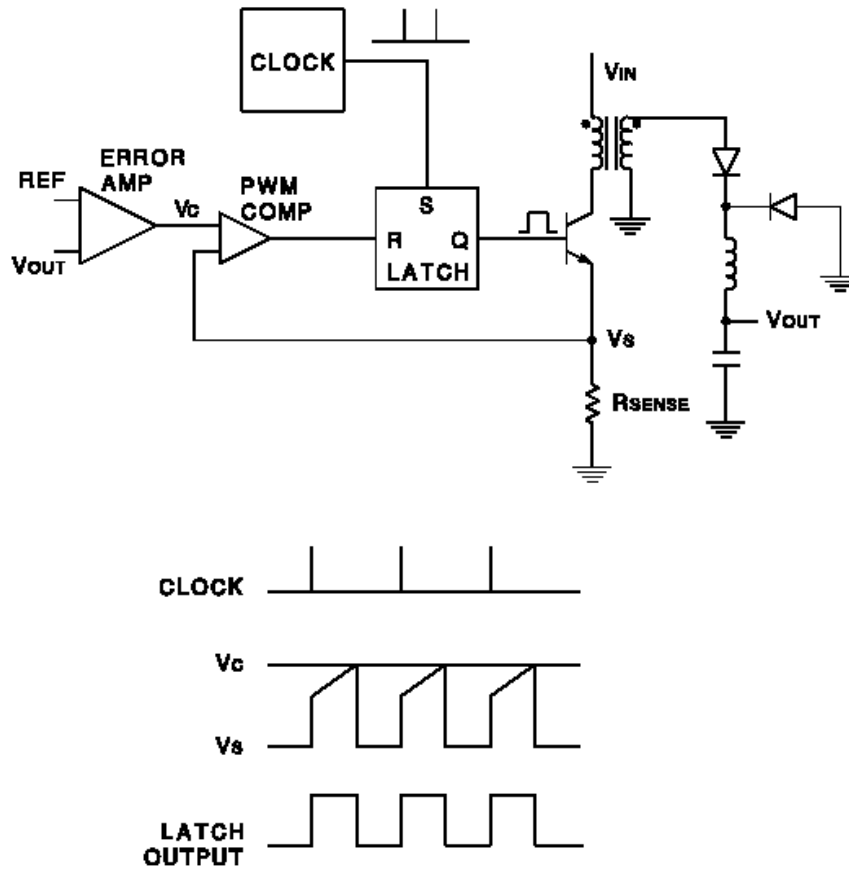 CLOCK
VIN
ERROR
AMP
REF
PWM
COMP
VC
S
R
Q
LATCH
VOUT
VOUT
VS
RSENSE
CLOCK
VC
VS
LATCH
OUTPUT